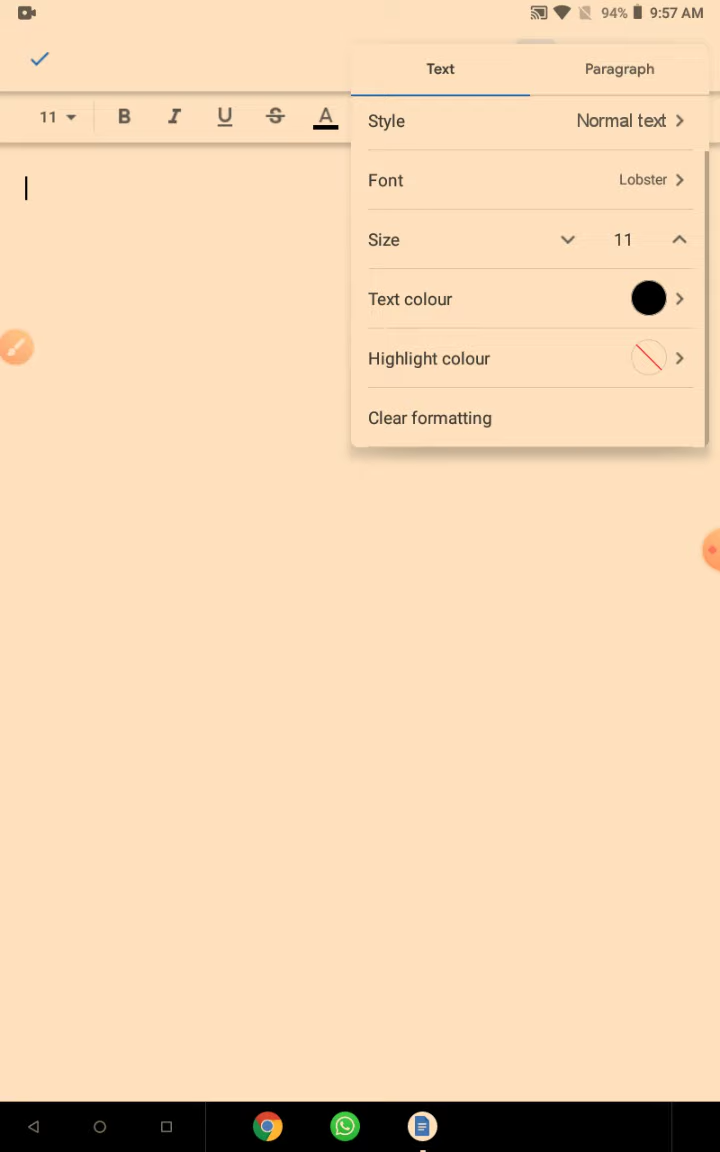 94% 9:57 AM
Text Paragraph
11 B I U S A
Style Normal text
Font Lobster
Size 11
Text colour
Highlight colour
Clear formatting